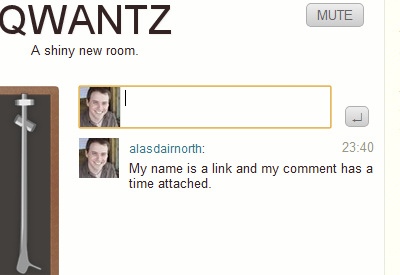 QWANTZ
MUTE
A shiny new room.
alasdairnorth:
23:40
My name is a link and my comment has a
time attached.